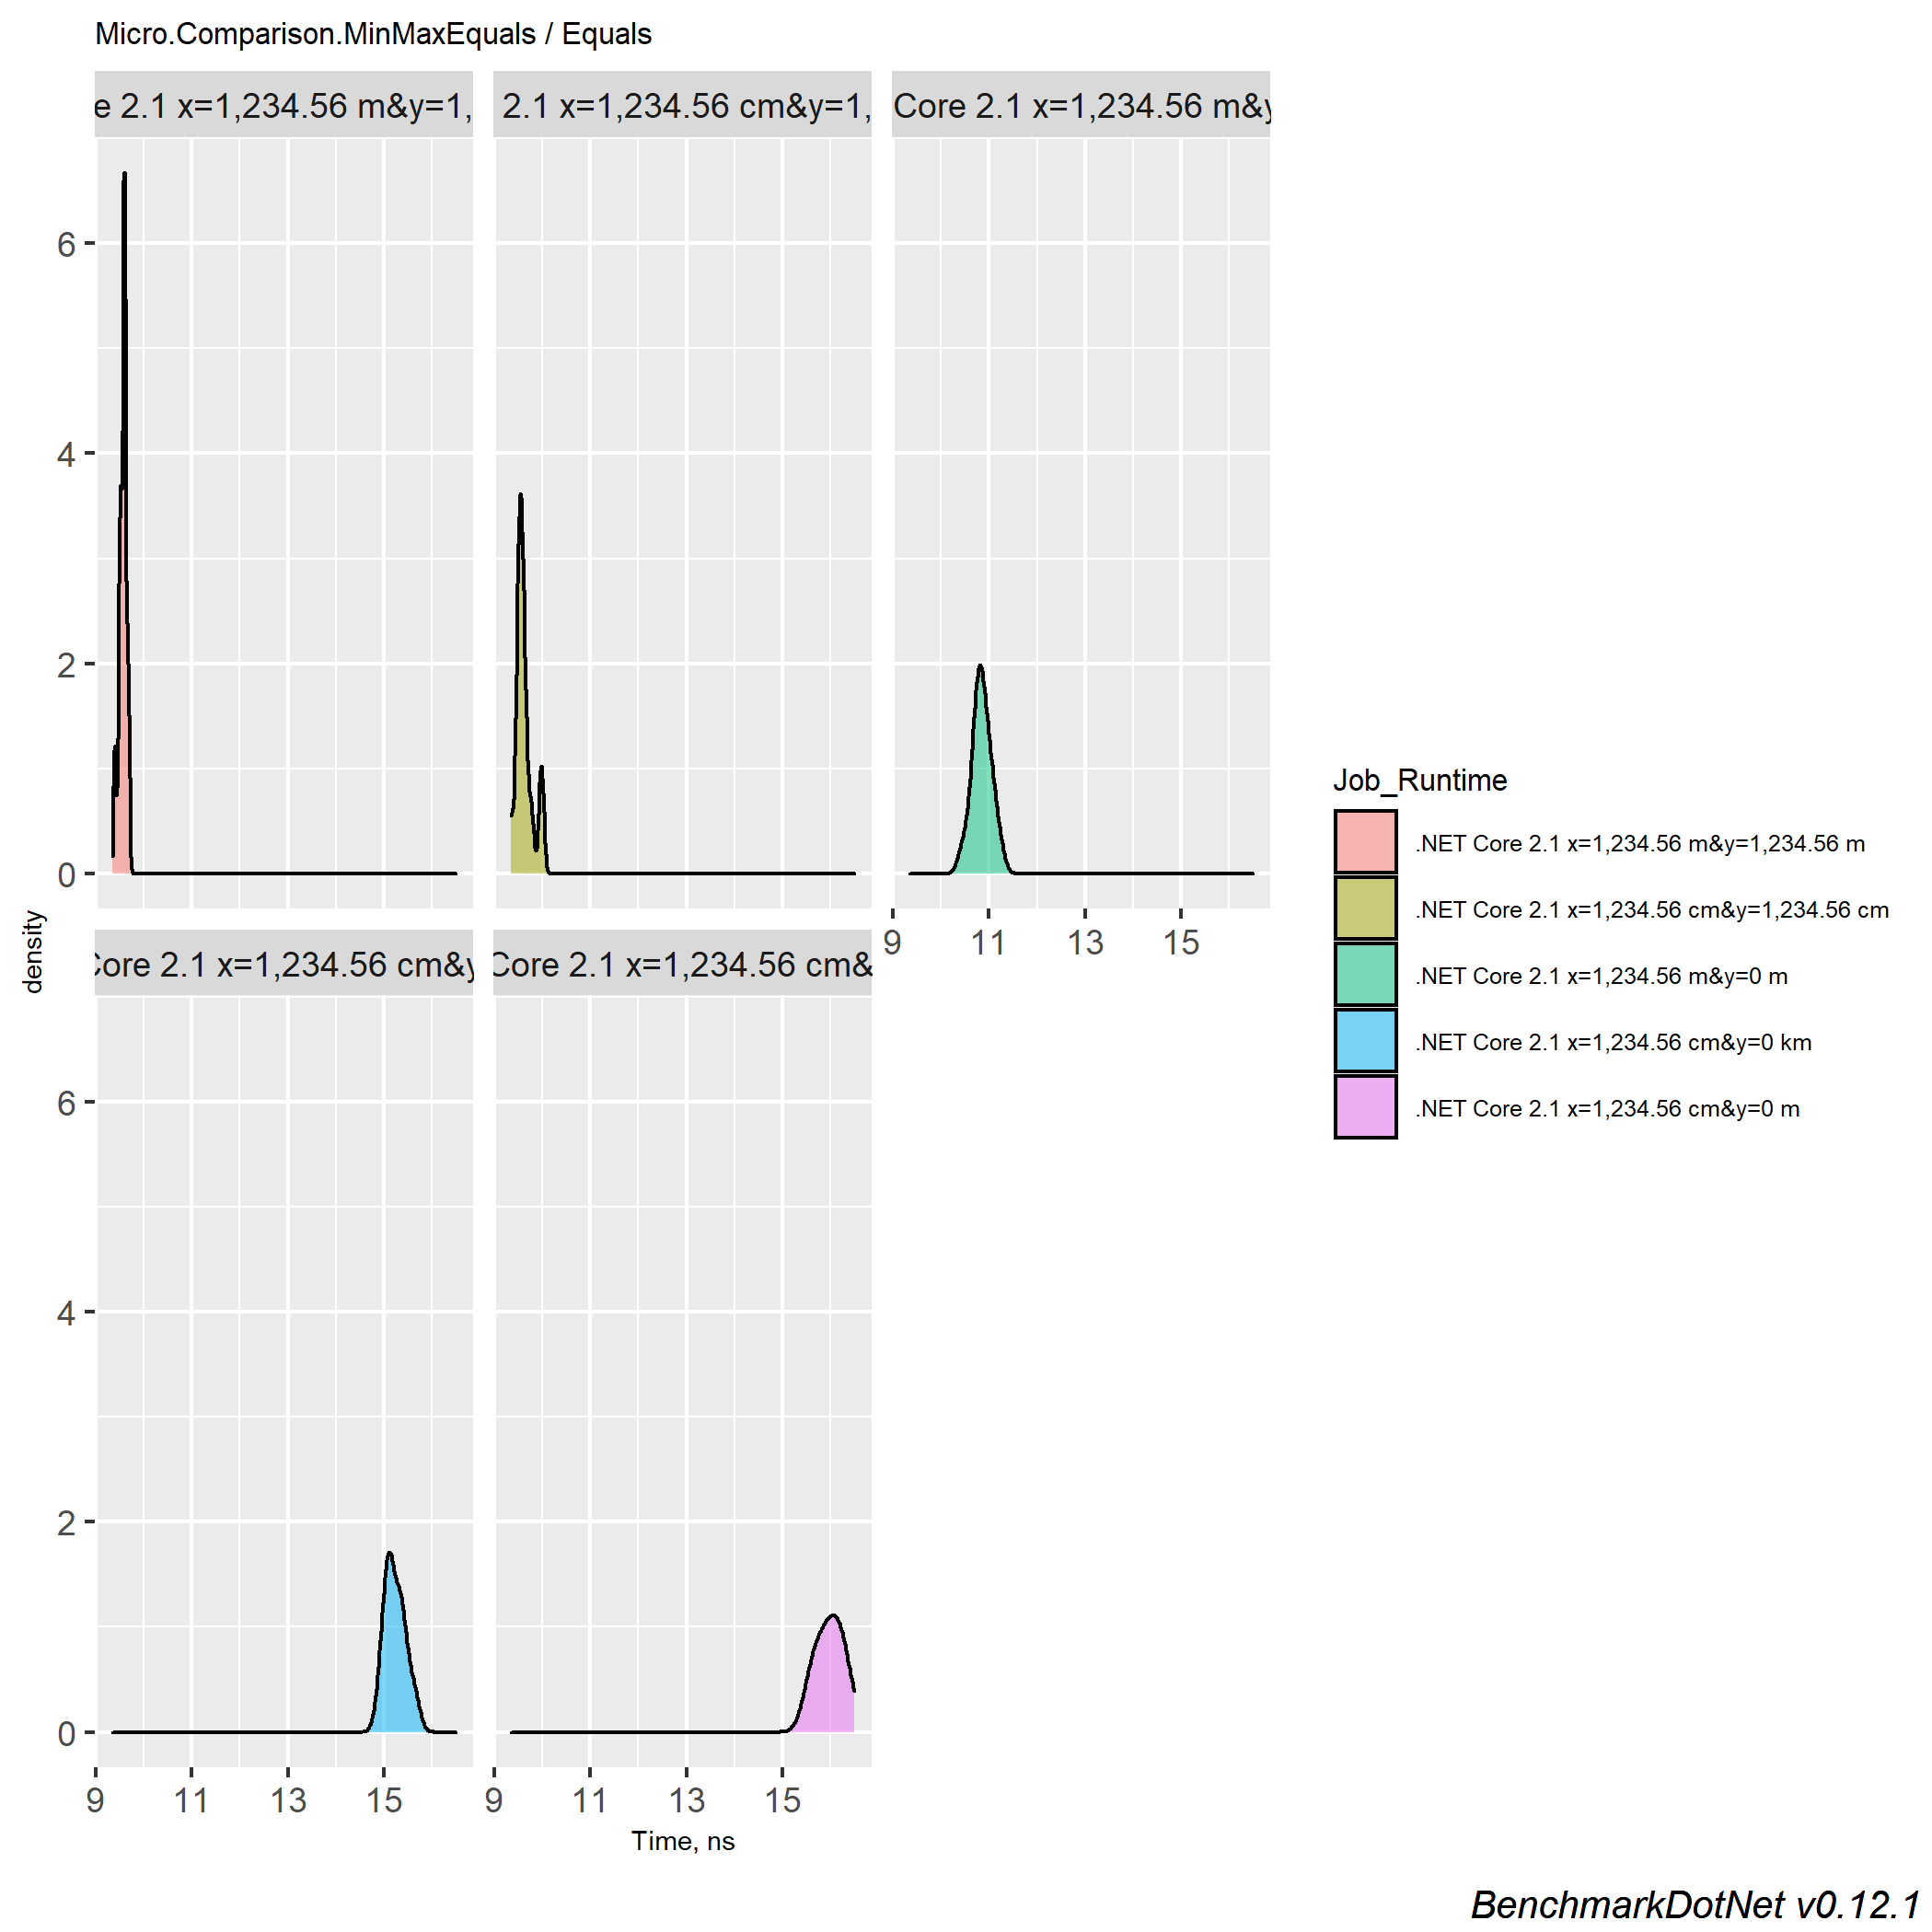 Micro.Comparison.MinMaxEquals / Equals
e 2.1 x=1,234.56 m&y=1,
2.1 x=1,234.56 cm&y=1,
Core 2.1 x=1,234.56 m&y
6
4
2
0
9 11 13 15
density
Core 2.1 x=1,234.56 cm&y
Core 2.1 x=1,234.56 cm&
6
4
2
0
9 11 13 15
9 11 13 15
Time, ns
Job_Runtime
.NET Core 2.1 x=1,234.56 m&y=1,234.56 m
.NET Core 2.1 x=1,234.56 cm&y=1,234.56 cm
.NET Core 2.1 x=1,234.56 m&y=0 m
.NET Core 2.1 x=1,234.56 cm&y=0 km
.NET Core 2.1 x=1,234.56 cm&y=0 m
BenchmarkDotNet v0.12.1